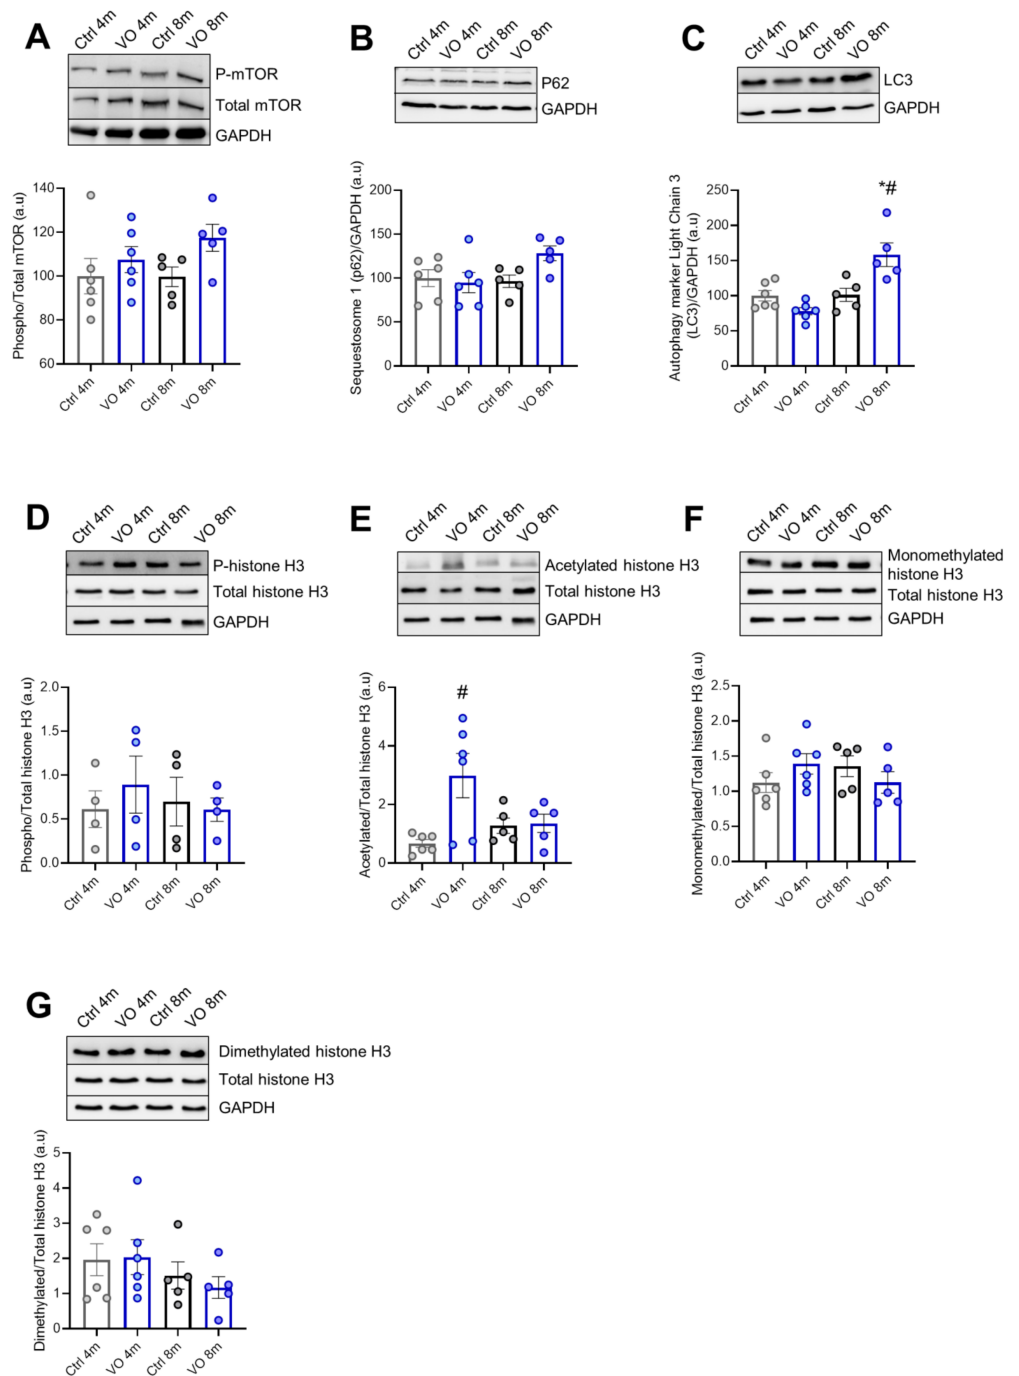 A
Ctrl 4m
VO 4m
Ctrl 8m
VO 8m
P-mTOR
Total mTOR
GAPDH
Phospho/Total mTOR (a.u)
140
120
100
80
60
Ctrl 4m
VO 4m
Ctrl 8m
VO 8m
B
Ctrl 4m
VO 4m
Ctrl 8m
VO 8m
P62
GAPDH
Sequestosome 1 (p62)/GAPDH (a.u)
200
150
100
50
0
Ctrl 4m
VO 4m
Ctrl 8m
VO 8m
C
Ctrl 4m
VO 4m
Ctrl 8m
VO 8m
LC3
GAPDH
Autophagy marker Light Chain 3
(LC3)/GAPDH (a.u)
250
200
150
100
50
0
*#
Ctrl 4m
VO 4m
Ctrl 8m
VO 8m
D
Ctrl 4m
VO 4m
Ctrl 8m
VO 8m
P-histone H3
Total histone H3
GAPDH
Phospho/Total histone H3 (a.u)
2.0
1.5
1.0
0.5
0.0
Ctrl 4m
VO 4m
Ctrl 8m
VO 8m
E
Ctrl 4m
VO 4m
Ctrl 8m
VO 8m
Acetylated histone H3
Total histone H3
GAPDH
Acetylated/Total histone H3 (a.u)
6
4
2
0
#
Ctrl 4m
VO 4m
Ctrl 8m
VO 8m
F
Ctrl 4m
VO 4m
Ctrl 8m
VO 8m
Monomethylated
histone H3
Total histone H3
GAPDH
Monomethylated/Total histone H3 (a.u)
2.5
2.0
1.5
1.0
0.5
0.0
Ctrl 4m
VO 4m
Ctrl 8m
VO 8m
G
Ctrl 4m
VO 4m
Ctrl 8m
VO 8m
Dimethylated histone H3
Total histone H3
GAPDH
Dimethylated/Total histone H3 (a.u)
5
4
3
2
1
0
Ctrl 4m
VO 4m
Ctrl 8m
VO 8m